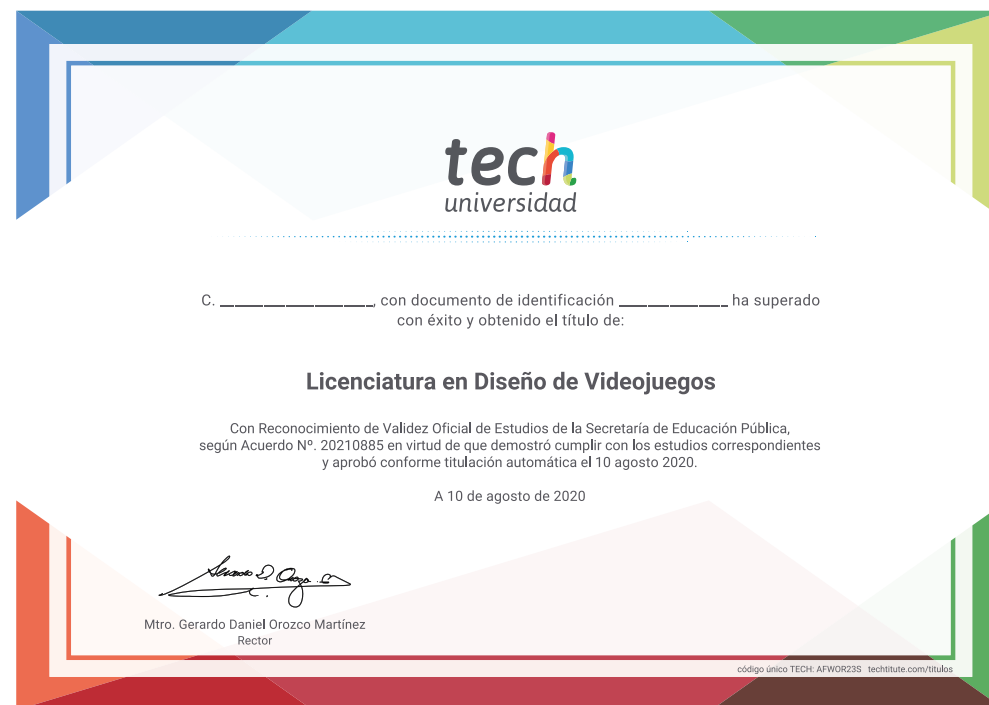 tech
universidad
C. ____________________, con documento de identificación ______________ ha superado
con éxito y obtenido el título de:
Licenciatura en Diseño de Videojuegos
Con Reconocimiento de Validez Oficial de Estudios de la Secretaría de Educación Pública,
según Acuerdo Nº. 20210885 en virtud de que demostró cumplir con los estudios correspondientes
y aprobó conforme titulación automática el 10 agosto 2020.
A 10 de agosto de 2020
Mtro. Gerardo Daniel Orozco Martínez
Rector
código único TECH: AFWOR23S techtitute.com/titulos